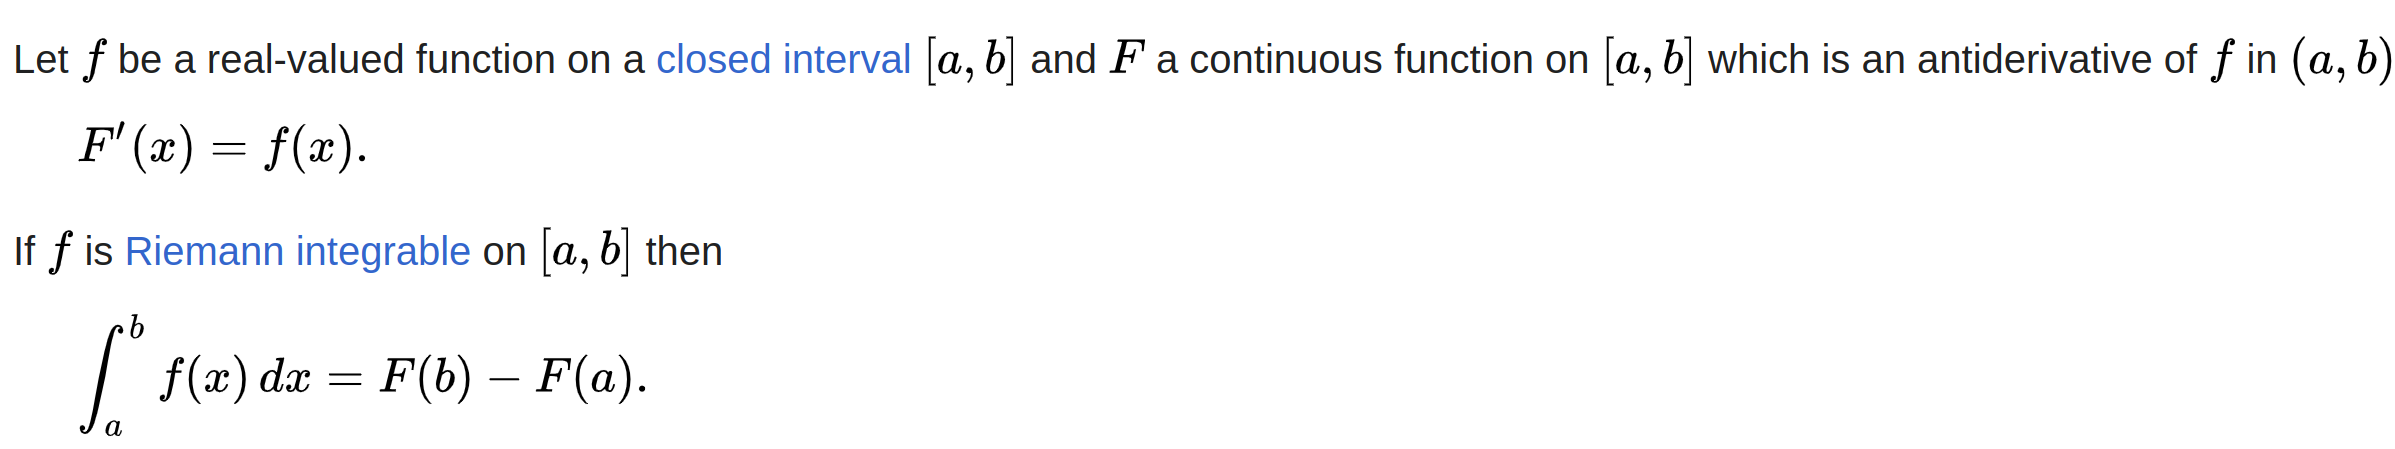 Let f be a real-valued function on a closed interval [a, b] and F a continuous function on [a, b] which is an antiderivative of f in (a, b)
F′(x) = f(x).
If f is Riemann integrable on [a, b] then
∫_a^b f(x) dx = F(b) − F(a).